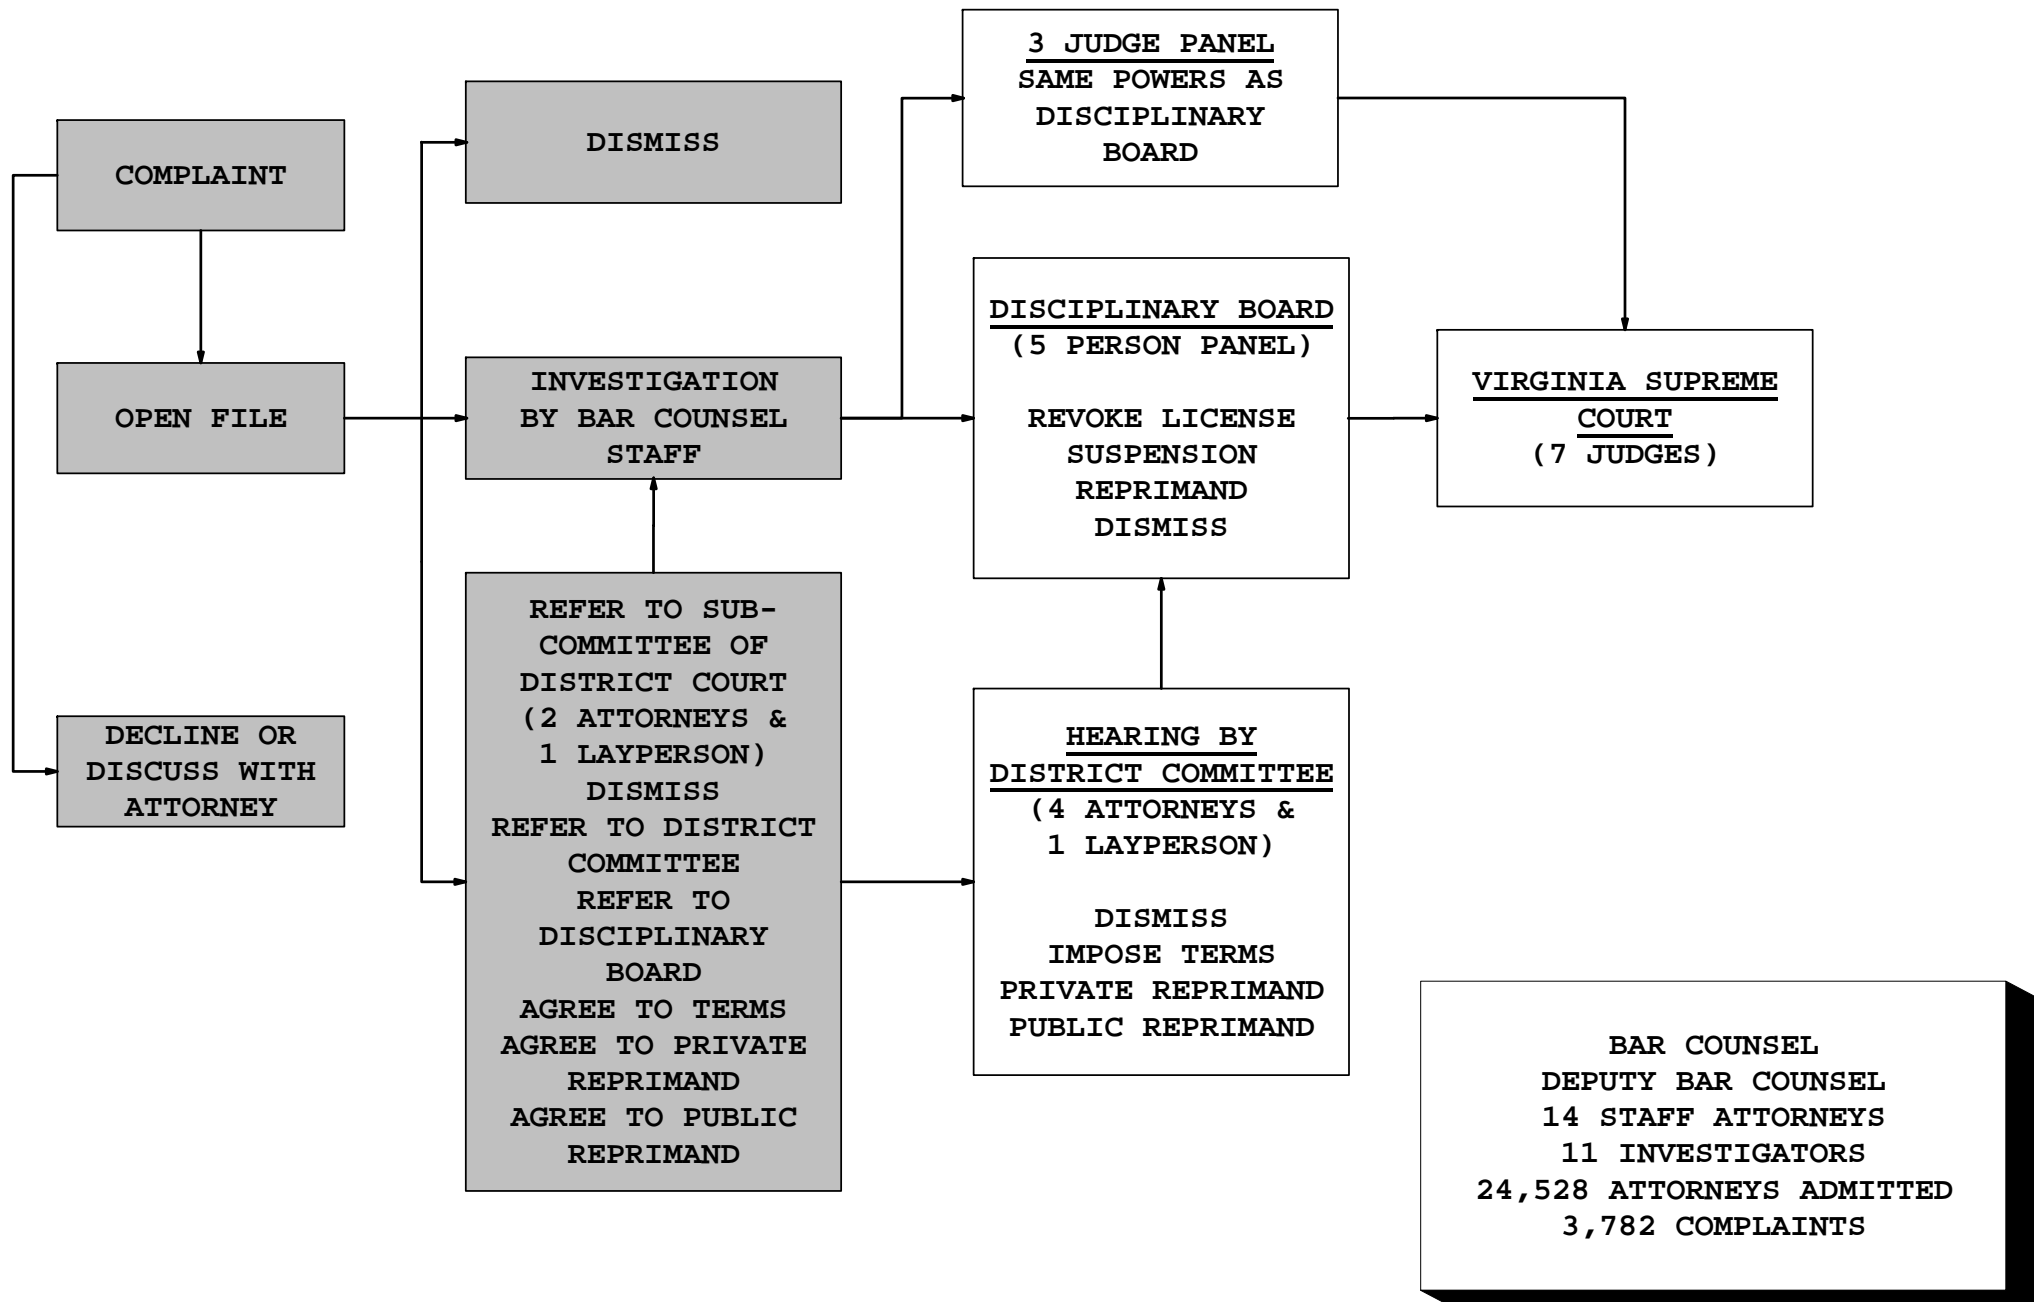 COMPLAINT
OPEN FILE
DECLINE OR
DISCUSS WITH
ATTORNEY
DISMISS
INVESTIGATION
BY BAR COUNSEL
STAFF
REFER TO SUB-
COMMITTEE OF
DISTRICT COURT
(2 ATTORNEYS &
1 LAYPERSON)
DISMISS
REFER TO DISTRICT
COMMITTEE
REFER TO
DISCIPLINARY
BOARD
AGREE TO TERMS
AGREE TO PRIVATE
REPRIMAND
AGREE TO PUBLIC
REPRIMAND
3 JUDGE PANEL
SAME POWERS AS
DISCIPLINARY
BOARD
DISCIPLINARY BOARD
(5 PERSON PANEL)
REVOKE LICENSE
SUSPENSION
REPRIMAND
DISMISS
HEARING BY
DISTRICT COMMITTEE
(4 ATTORNEYS &
1 LAYPERSON)
DISMISS
IMPOSE TERMS
PRIVATE REPRIMAND
PUBLIC REPRIMAND
VIRGINIA SUPREME
COURT
(7 JUDGES)
BAR COUNSEL
DEPUTY BAR COUNSEL
14 STAFF ATTORNEYS
11 INVESTIGATORS
24,528 ATTORNEYS ADMITTED
3,782 COMPLAINTS